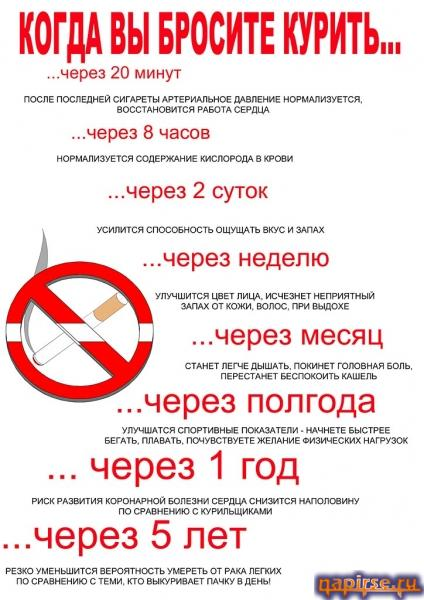 КОГДА ВЫ БРОСИТЕ КУРИТЬ...
...через 20 минут
ПОСЛЕ ПОСЛЕДНЕЙ СИГАРЕТЫ АРТЕРИАЛЬНОЕ ДАВЛЕНИЕ НОРМАЛИЗУЕТСЯ,
ВОССТАНОВИТСЯ РАБОТА СЕРДЦА
...через 8 часов
НОРМАЛИЗУЕТСЯ СОДЕРЖАНИЕ КИСЛОРОДА В КРОВИ
...через 2 суток
УСИЛИТСЯ СПОСОБНОСТЬ ОЩУЩАТЬ ВКУС И ЗАПАХ
...через неделю
УЛУЧШИТСЯ ЦВЕТ ЛИЦА, ИСЧЕЗНЕТ НЕПРИЯТНЫЙ
ЗАПАХ ОТ КОЖИ, ВОЛОС, ПРИ ВЫДОХЕ
...через месяц
СТАНЕТ ЛЕГЧЕ ДЫШАТЬ, ПОКИНЕТ ГОЛОВНАЯ БОЛЬ,
ПЕРЕСТАНЕТ БЕСПОКОИТЬ КАШЕЛЬ
...через полгода
УЛУЧШАТСЯ СПОРТИВНЫЕ ПОКАЗАТЕЛИ - НАЧНЕТЕ БЫСТРЕЕ
БЕГАТЬ, ПЛАВАТЬ, ПОЧУВСТВУЕТЕ ЖЕЛАНИЕ ФИЗИЧЕСКИХ НАГРУЗОК
... через 1 год
РИСК РАЗВИТИЯ КОРОНАРНОЙ БОЛЕЗНИ СЕРДЦА СНИЗИТСЯ НАПОЛОВИНУ
ПО СРАВНЕНИЮ С КУРИЛЬЩИКАМИ
...через 5 лет
РЕЗКО УМЕНЬШИТСЯ ВЕРОЯТНОСТЬ УМЕРЕТЬ ОТ РАКА ЛЕГКИХ
ПО СРАВНЕНИЮ С ТЕМИ, КТО ВЫКУРИВАЕТ ПАЧКУ В ДЕНЬ!
napirse.ru